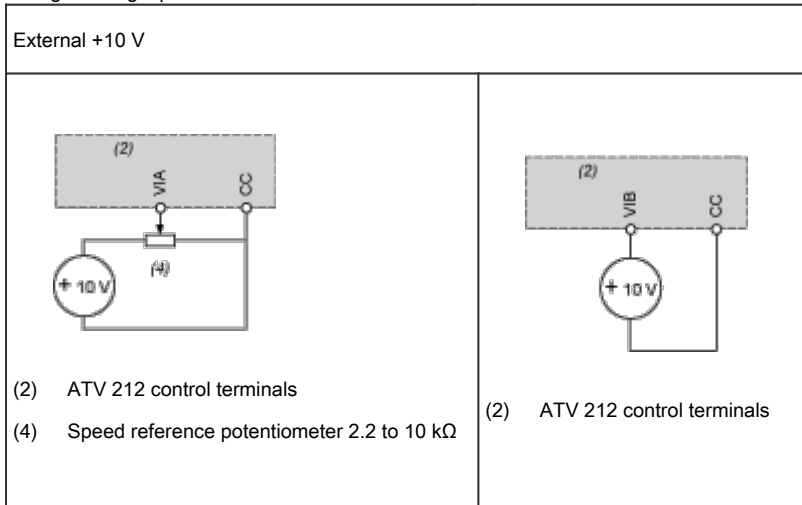 External +10 V
(2)
VIA
CC
(4)
+ 10 V
(2) ATV 212 control terminals
(4) Speed reference potentiometer 2.2 to 10 kΩ
(2)
VIB
CC
+ 10 V
(2) ATV 212 control terminals